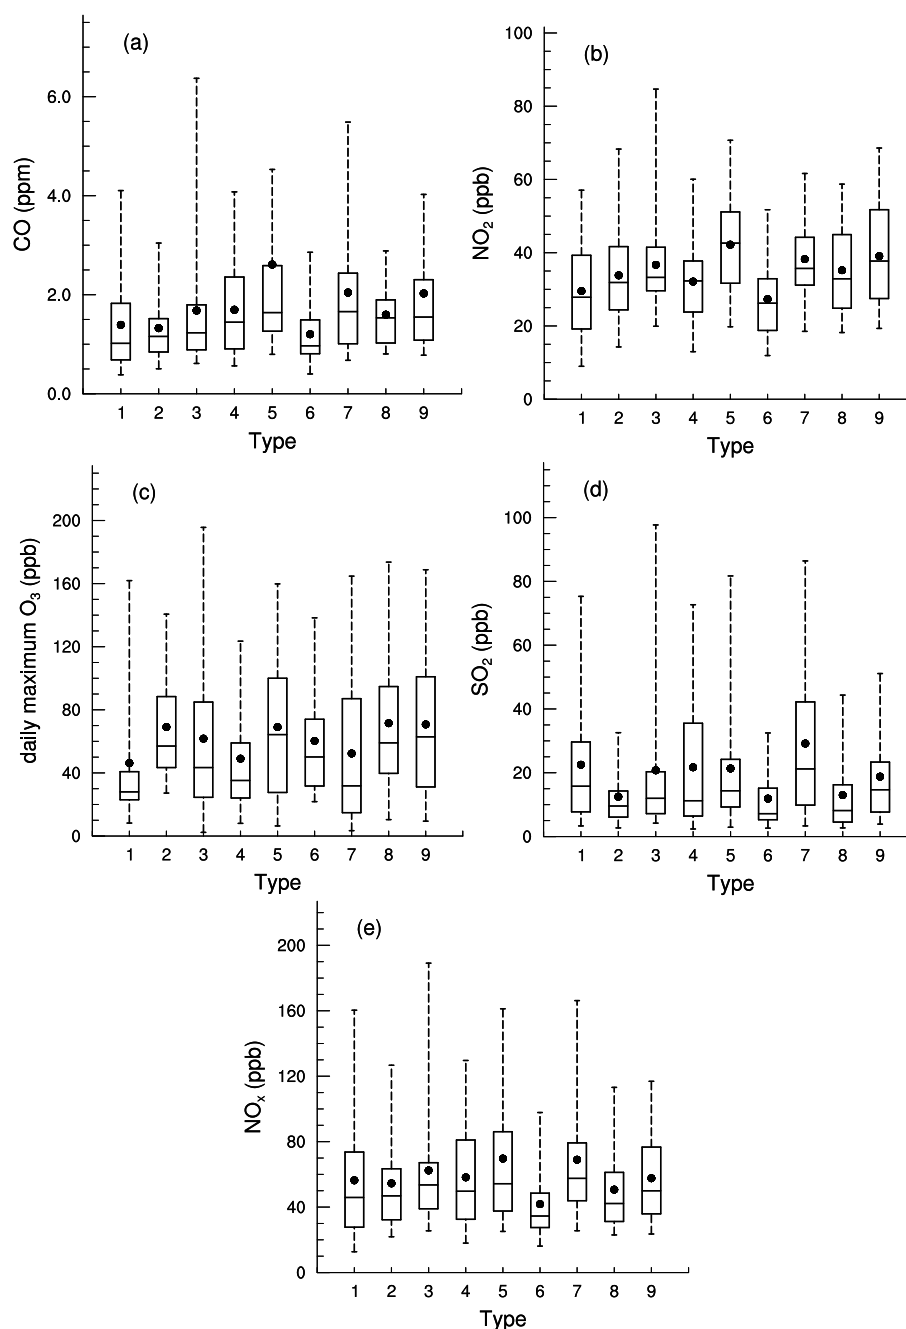 (a)
CO (ppm)
6.0
4.0
2.0
0.0
1 2 3 4 5 6 7 8 9
Type
(b)
NO₂ (ppb)
100
80
60
40
20
0
1 2 3 4 5 6 7 8 9
Type
(c)
daily maximum O₃ (ppb)
200
160
120
80
40
0
1 2 3 4 5 6 7 8 9
Type
(d)
SO₂ (ppb)
100
80
60
40
20
0
1 2 3 4 5 6 7 8 9
Type
(e)
NOₓ (ppb)
200
160
120
80
40
0
1 2 3 4 5 6 7 8 9
Type